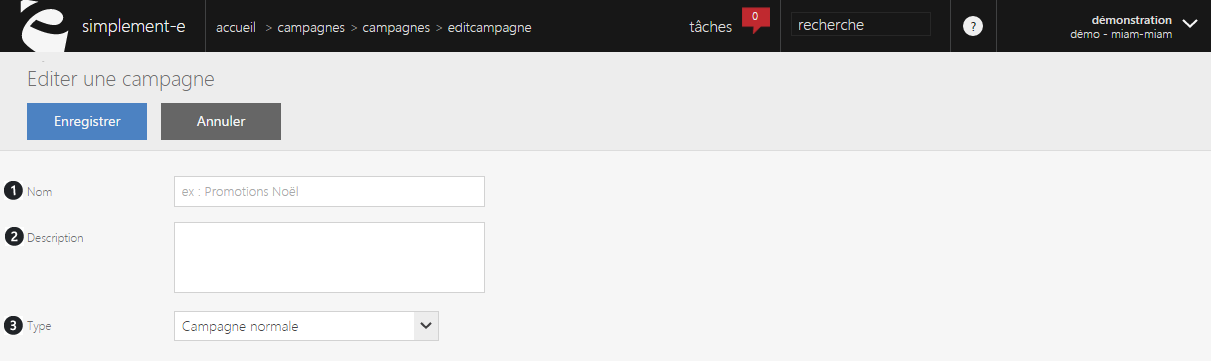 simplement-e accueil > campagnes > campagnes > editcampagne tâches 0 recherche ? démonstration
démo - miam-miam
Editer une campagne
Enregistrer Annuler
1 Nom ex : Promotions Noël
2 Description
3 Type Campagne normale